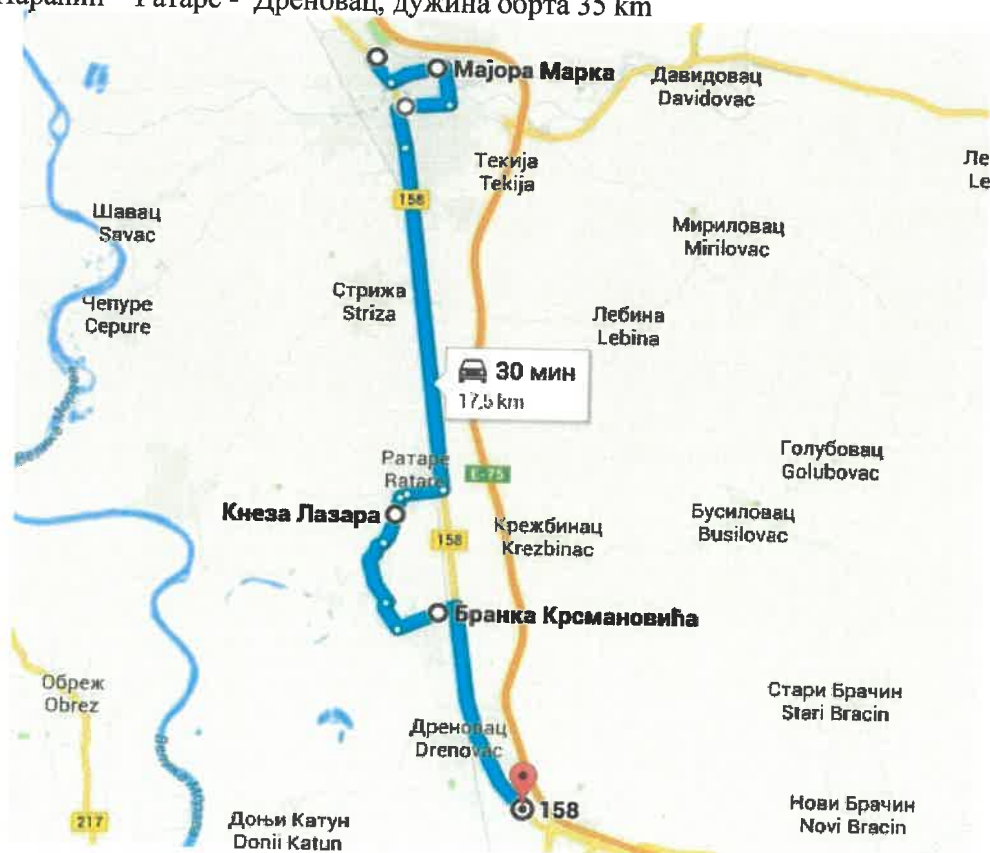 Ратаре - Дреновац, дужина обрта 35 km
Мајора Марка
Давидовац
Davidovac
Текија
Tekija
Ле
Le
158
Шавац
Savac
Мириловац
Mirilovac
Стрижа
Striza
Чепуре
Cepure
Лебина
Lebina
30 мин
17,5 km
Ратаре
Ratare
E-75
Голубовац
Golubovac
Кнеза Лазара
Крежбинац
Krezbinac
Бусиловац
Busilovac
158
Бранка Крсмановића
Обреж
Obrez
Стари Брачин
Stari Bracin
Дреновац
Drenovac
158
217
Доњи Катун
Donji Katun
Нови Брачин
Novi Bracin